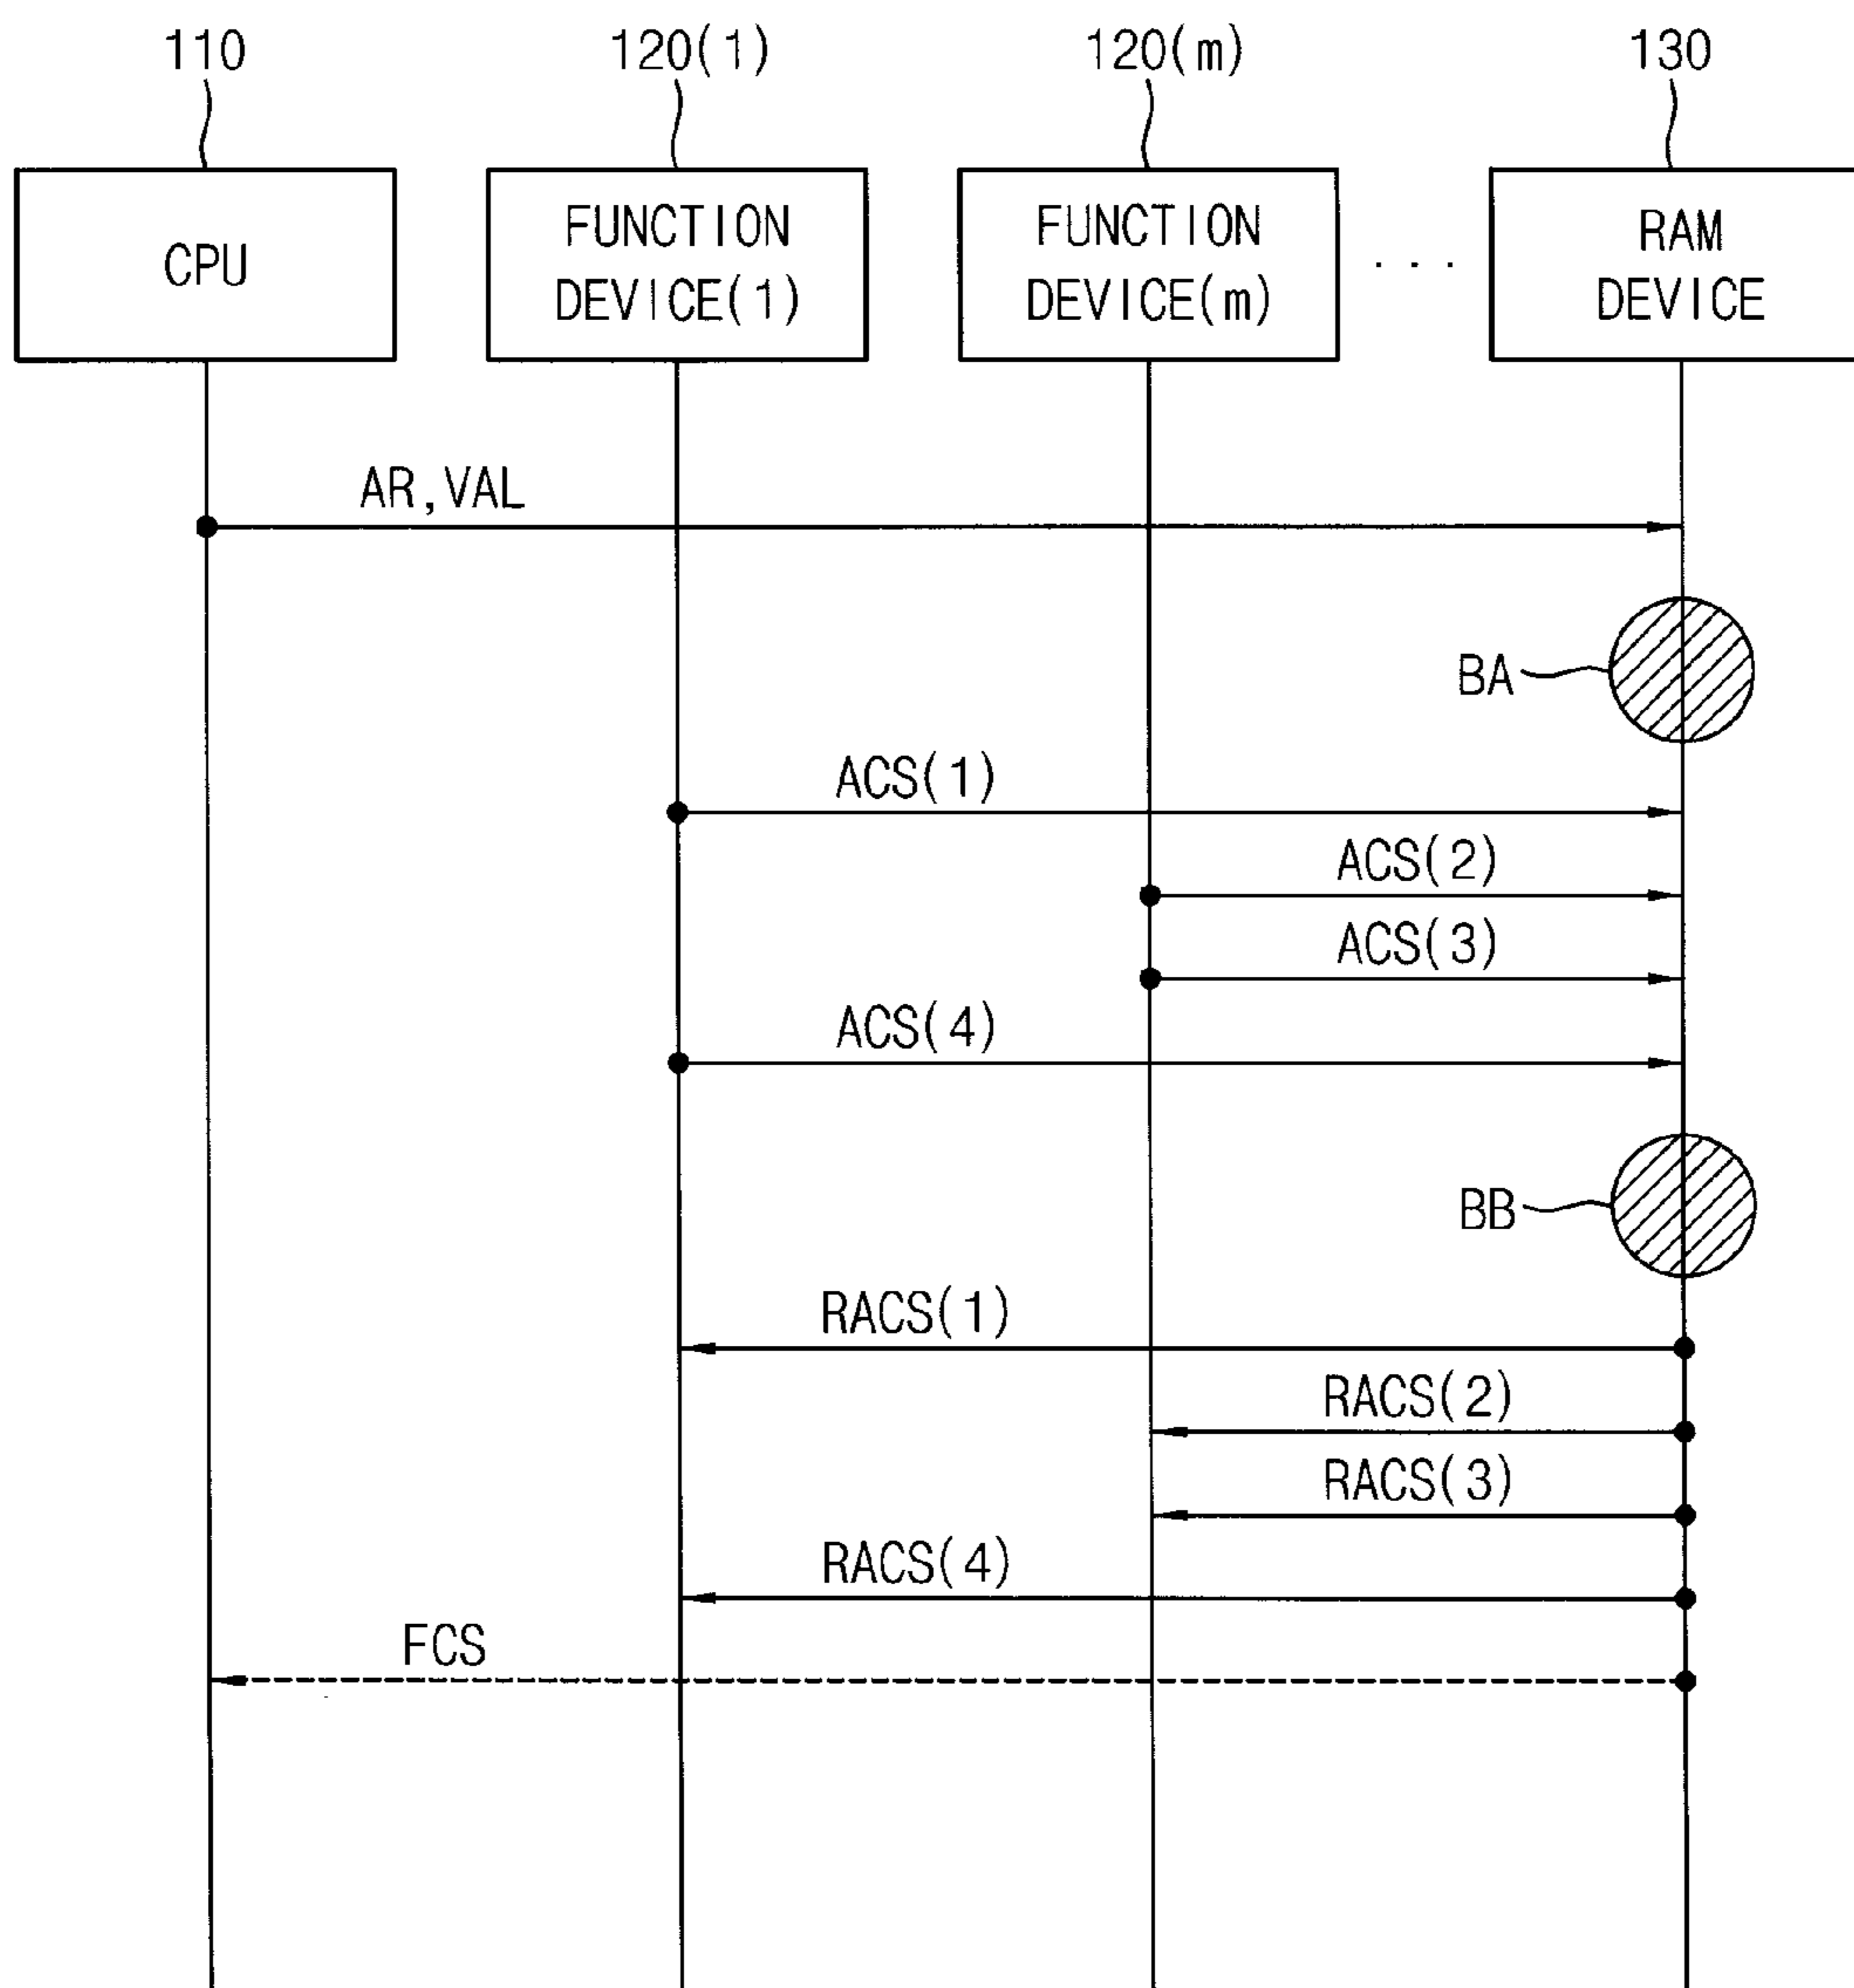 110
120(1)
120(m)
130
CPU
FUNCTION
DEVICE(1)
FUNCTION
DEVICE(m)
. . .
RAM
DEVICE
AR,VAL
BA
ACS(1)
ACS(2)
ACS(3)
ACS(4)
BB
RACS(1)
RACS(2)
RACS(3)
RACS(4)
FCS